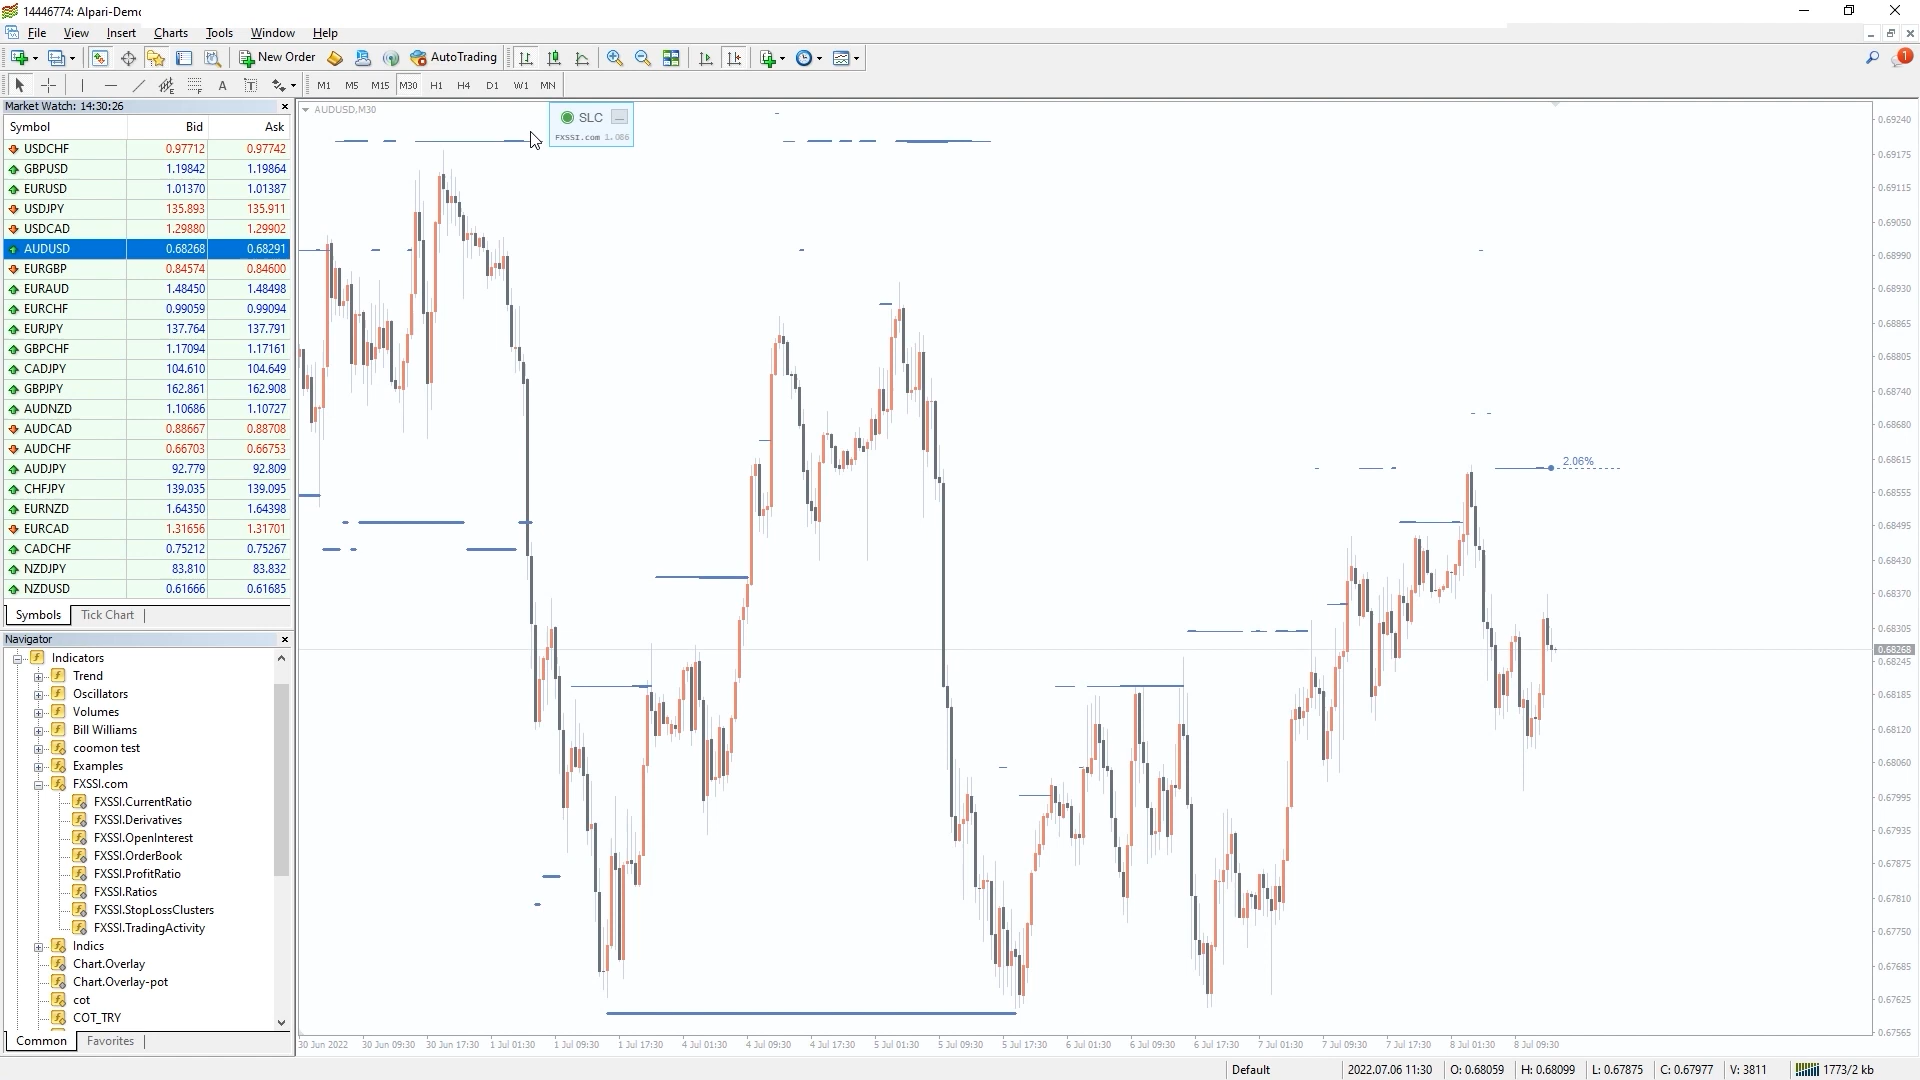 14446774: Alpari-Demo
File View Insert Charts Tools Window Help
New Order AutoTrading 1
A T M1 M5 M15 M30 H1 H4 D1 W1 MN
Market Watch: 14:30:26
Symbol Bid Ask
USDCHF 0.97712 0.97742
GBPUSD 1.19842 1.19864
EURUSD 1.01370 1.01387
USDJPY 135.893 135.911
USDCAD 1.29880 1.29902
AUDUSD 0.68268 0.68291
EURGBP 0.84574 0.84600
EURAUD 1.48450 1.48498
EURCHF 0.99059 0.99094
EURJPY 137.764 137.791
GBPCHF 1.17094 1.17161
CADJPY 104.610 104.649
GBPJPY 162.861 162.908
AUDNZD 1.10686 1.10727
AUDCAD 0.88667 0.88708
AUDCHF 0.66703 0.66753
AUDJPY 92.779 92.809
CHFJPY 139.035 139.095
EURNZD 1.64350 1.64398
EURCAD 1.31656 1.31701
CADCHF 0.75212 0.75267
NZDJPY 83.810 83.832
NZDUSD 0.61666 0.61685
Symbols Tick Chart
Navigator
Indicators
Trend
Oscillators
Volumes
Bill Williams
coomon test
Examples
FXSSI.com
FXSSI.CurrentRatio
FXSSI.Derivatives
FXSSI.OpenInterest
FXSSI.OrderBook
FXSSI.ProfitRatio
FXSSI.Ratios
FXSSI.StopLossClusters
FXSSI.TradingActivity
Indics
Chart.Overlay
Chart.Overlay-pot
cot
COT_TRY
Common Favorites
AUDUSD,M30
SLC
FXSSI.com 1.086
2.06%
0.69240
0.69175
0.69115
0.69050
0.68990
0.68930
0.68865
0.68805
0.68740
0.68680
0.68615
0.68555
0.68495
0.68430
0.68370
0.68305
0.68268
0.68245
0.68185
0.68120
0.68060
0.67995
0.67935
0.67875
0.67810
0.67750
0.67685
0.67625
0.67565
30 Jun 2022 30 Jun 09:30 30 Jun 17:30 1 Jul 01:30 1 Jul 09:30 1 Jul 17:30 4 Jul 01:30 4 Jul 09:30 4 Jul 17:30 5 Jul 01:30 5 Jul 09:30 5 Jul 17:30 6 Jul 01:30 6 Jul 09:30 6 Jul 17:30 7 Jul 01:30 7 Jul 09:30 7 Jul 17:30 8 Jul 01:30 8 Jul 09:30
Default 2022.07.06 11:30 O: 0.68059 H: 0.68099 L: 0.67875 C: 0.67977 V: 3811 1773/2 kb